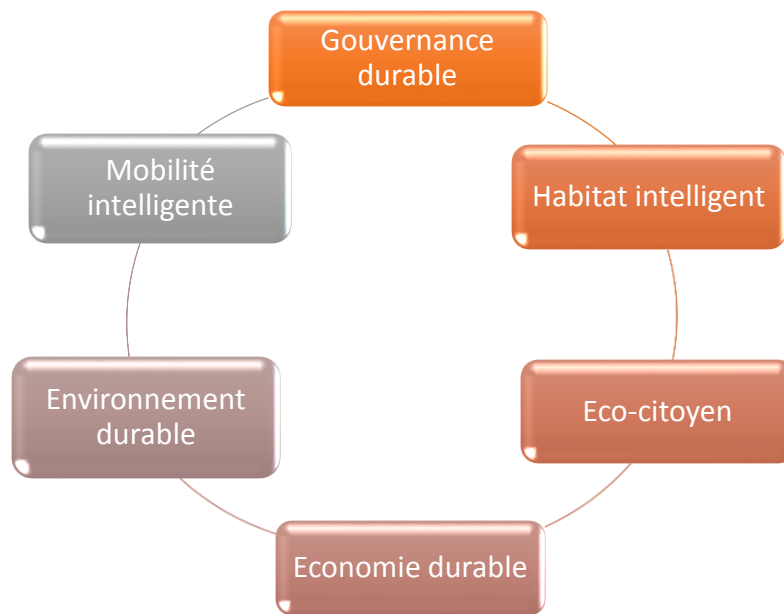 Gouvernance
durable
Habitat intelligent
Eco-citoyen
Economie durable
Environnement
durable
Mobilité
intelligente